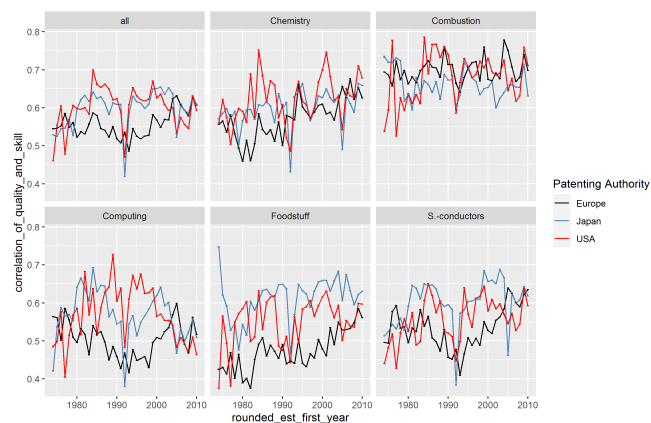 all Chemistry Combustion
0.8
0.7
0.6
0.5
0.4
correlation_of_quality_and_skill
Patenting Authority
Europe
Japan
USA
Computing Foodstuff S.-conductors
0.8
0.7
0.6
0.5
0.4
1980 1990 2000 2010 1980 1990 2000 2010 1980 1990 2000 2010
rounded_est_first_year